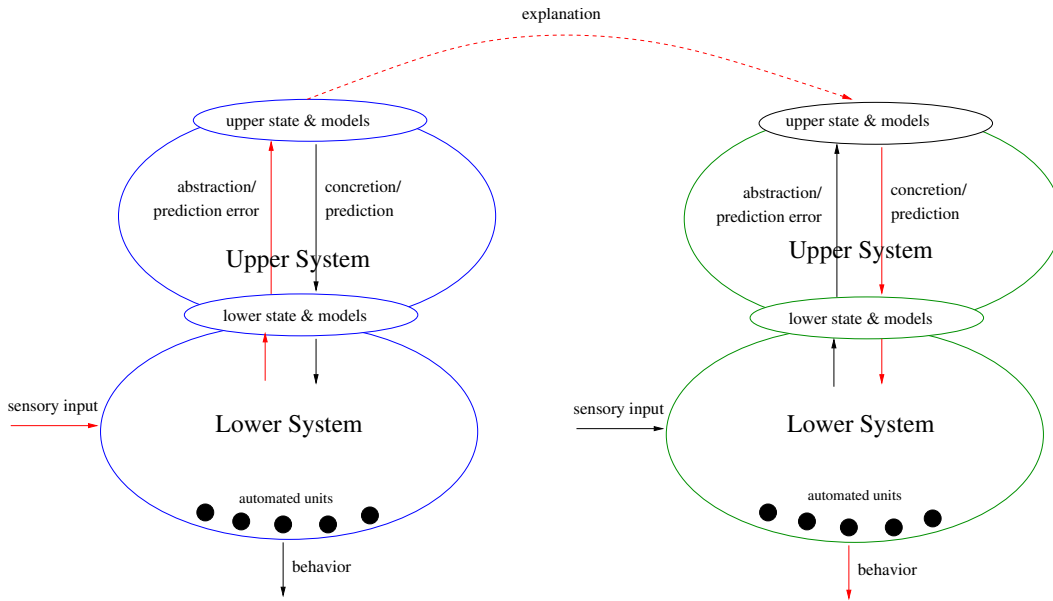 explanation
upper state & models
abstraction/
prediction error
concretion/
prediction
Upper System
lower state & models
sensory input
Lower System
automated units
behavior
upper state & models
abstraction/
prediction error
concretion/
prediction
Upper System
lower state & models
sensory input
Lower System
automated units
behavior